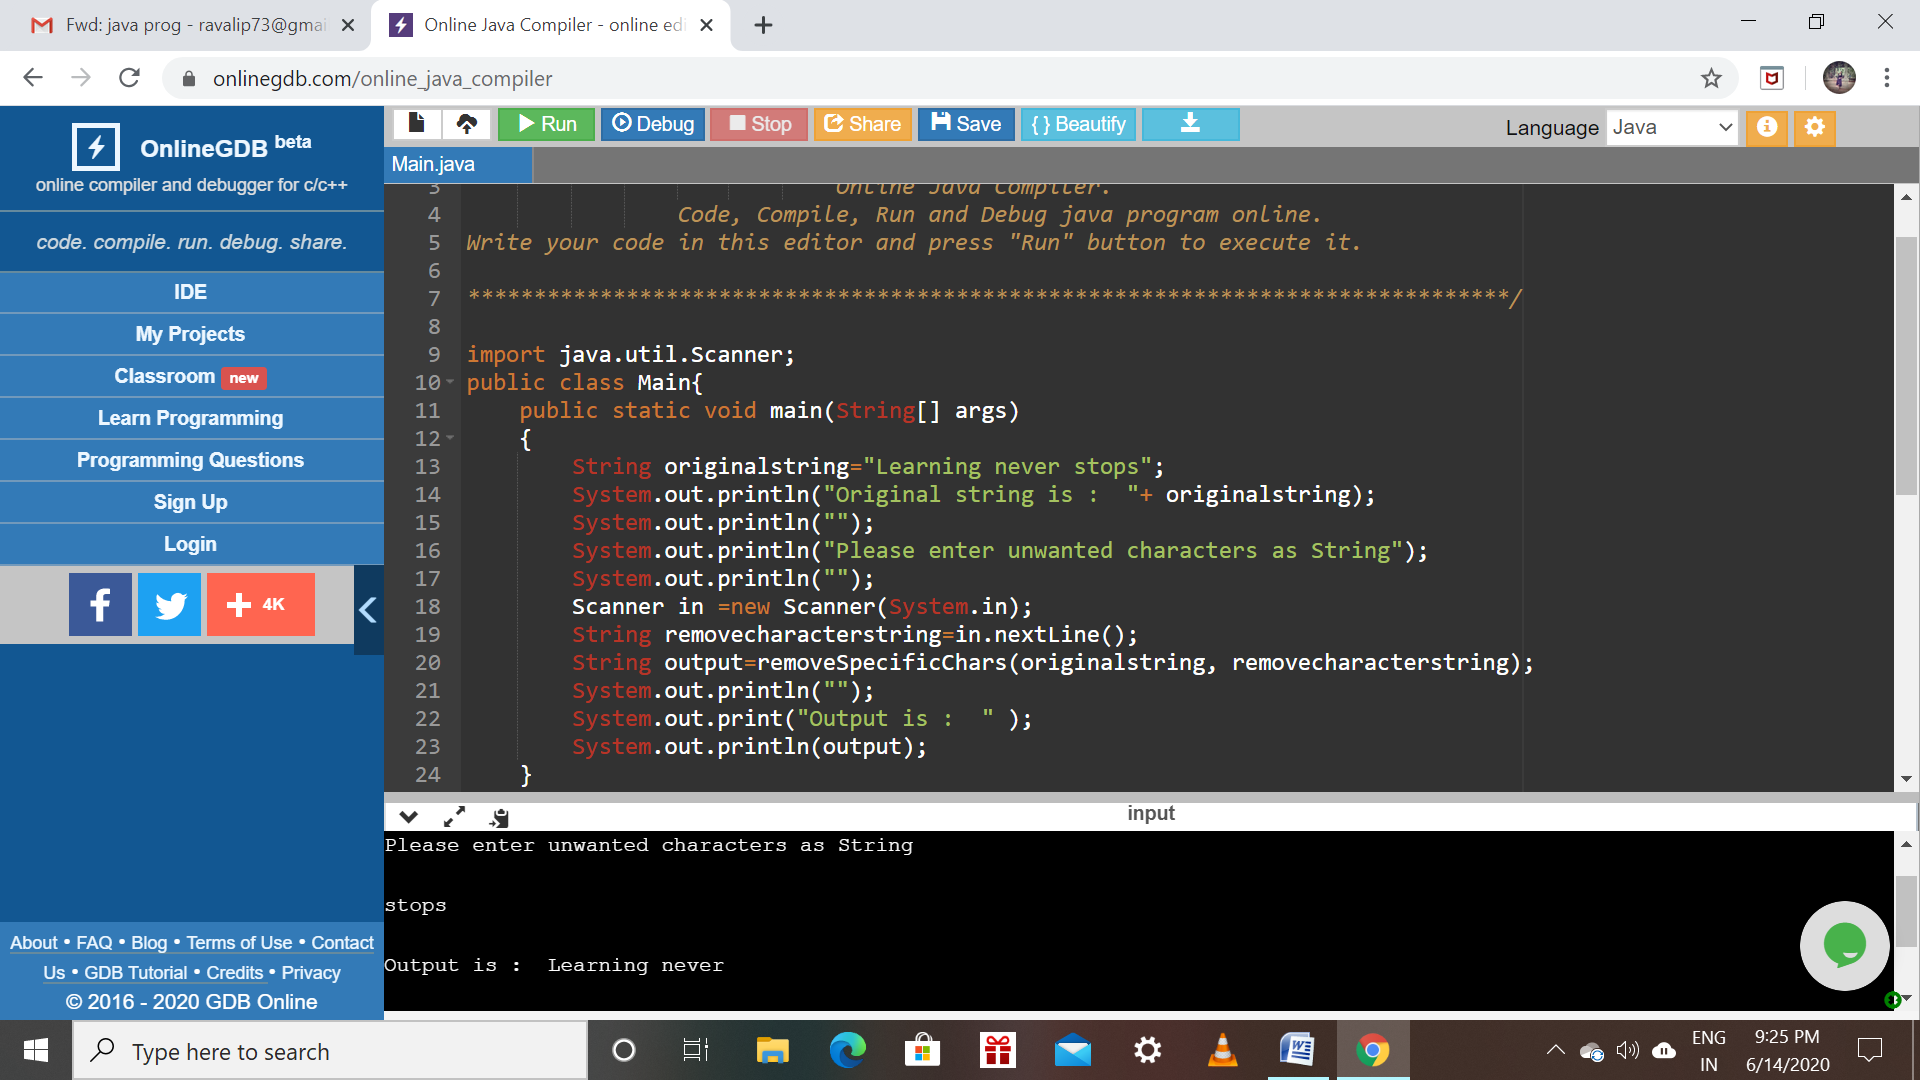 Fwd: java prog - ravalip73@gmai
Online Java Compiler - online edi
onlinegdb.com/online_java_compiler
OnlineGDB beta
online compiler and debugger for c/c++
code. compile. run. debug. share.
IDE
My Projects
Classroom new
Learn Programming
Programming Questions
Sign Up
Login
f
+ 4K
About • FAQ • Blog • Terms of Use • Contact
Us • GDB Tutorial • Credits • Privacy
© 2016 - 2020 GDB Online
Run
Debug
Stop
Share
Save
{ } Beautify
Language
Java
Main.java
3 Online Java Compiler.
4 Code, Compile, Run and Debug java program online.
5 Write your code in this editor and press "Run" button to execute it.
6
7 *******************************************************************************/
8
9 import java.util.Scanner;
10 public class Main{
11 public static void main(String[] args)
12 {
13 String originalstring="Learning never stops";
14 System.out.println("Original string is :  "+ originalstring);
15 System.out.println("");
16 System.out.println("Please enter unwanted characters as String");
17 System.out.println("");
18 Scanner in =new Scanner(System.in);
19 String removecharacterstring=in.nextLine();
20 String output=removeSpecificChars(originalstring, removecharacterstring);
21 System.out.println("");
22 System.out.print("Output is :  " );
23 System.out.println(output);
24 }
input
Please enter unwanted characters as String
stops
Output is :  Learning never
Type here to search
ENG
IN
9:25 PM
6/14/2020